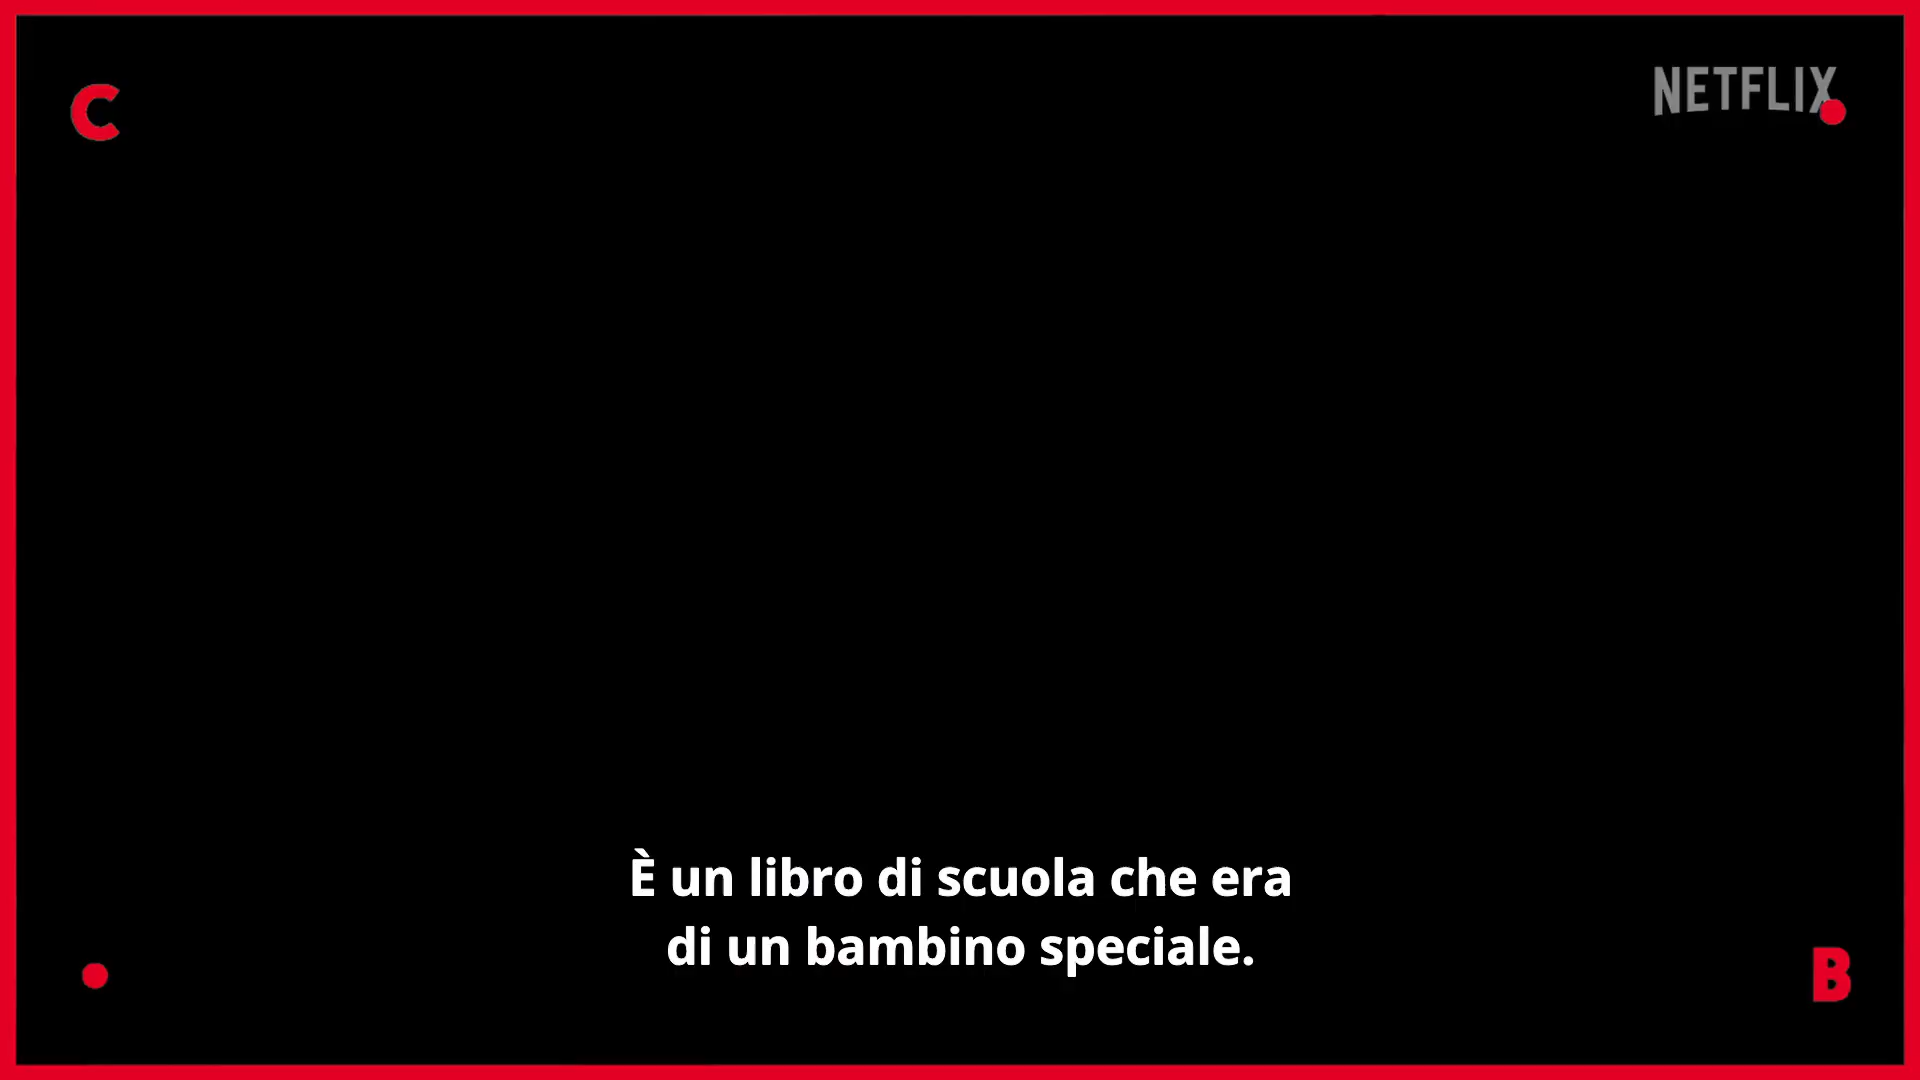 C
NETFLIX
È un libro di scuola che era
di un bambino speciale.
B